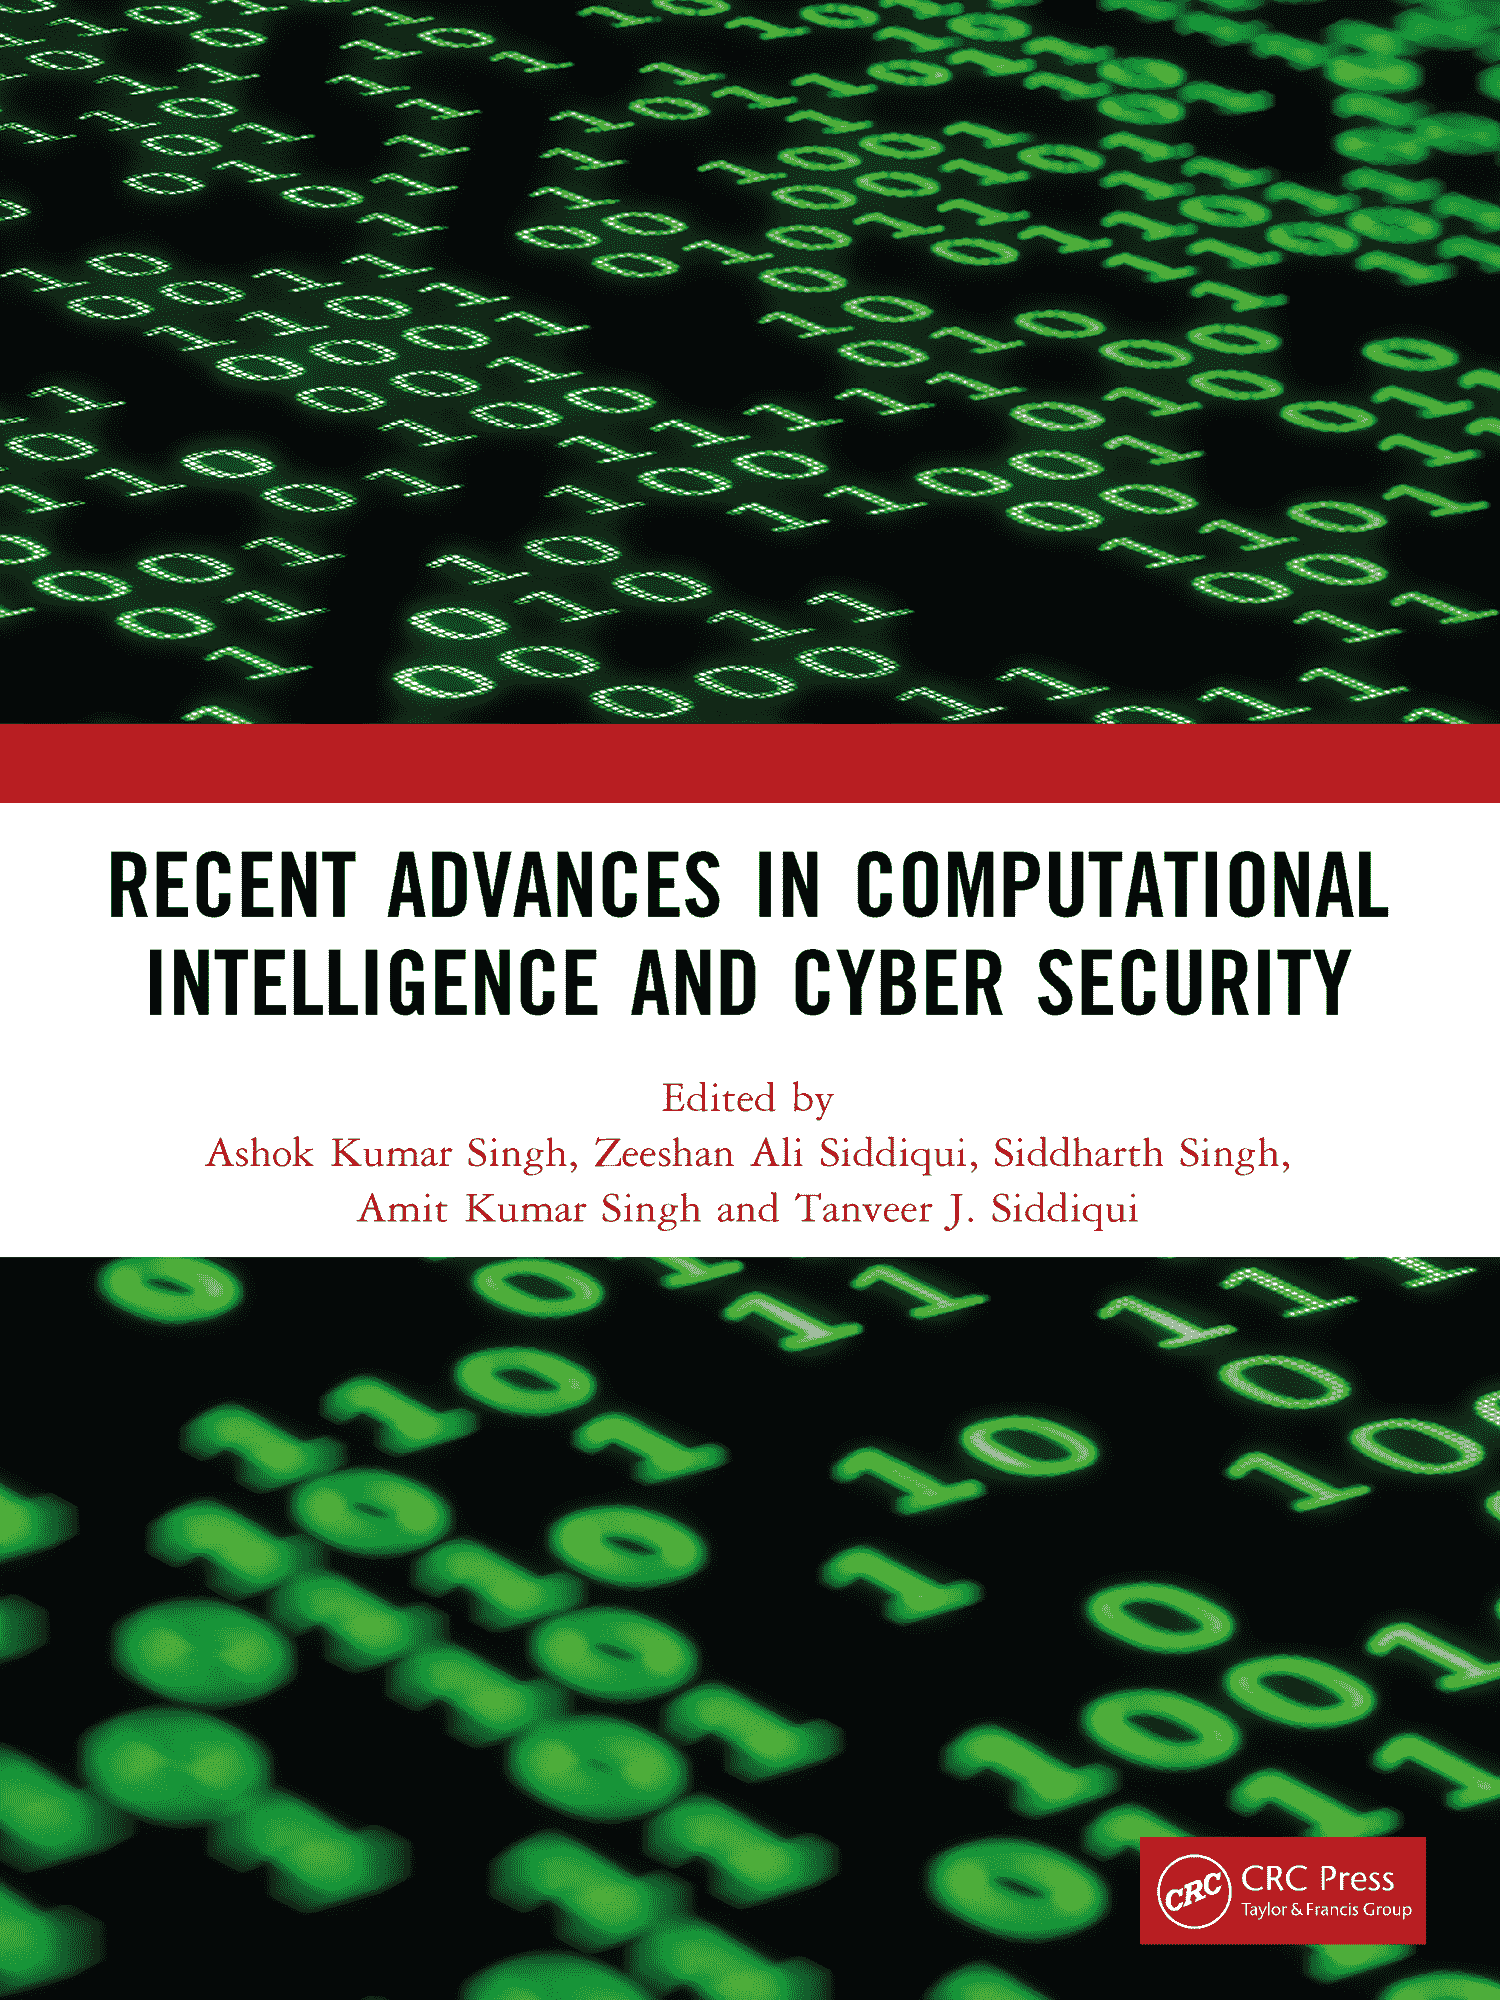 RECENT ADVANCES IN COMPUTATIONAL
INTELLIGENCE AND CYBER SECURITY
Edited by
Ashok Kumar Singh, Zeeshan Ali Siddiqui, Siddharth Singh,
Amit Kumar Singh and Tanveer J. Siddiqui
CRC
CRC Press
Taylor & Francis Group